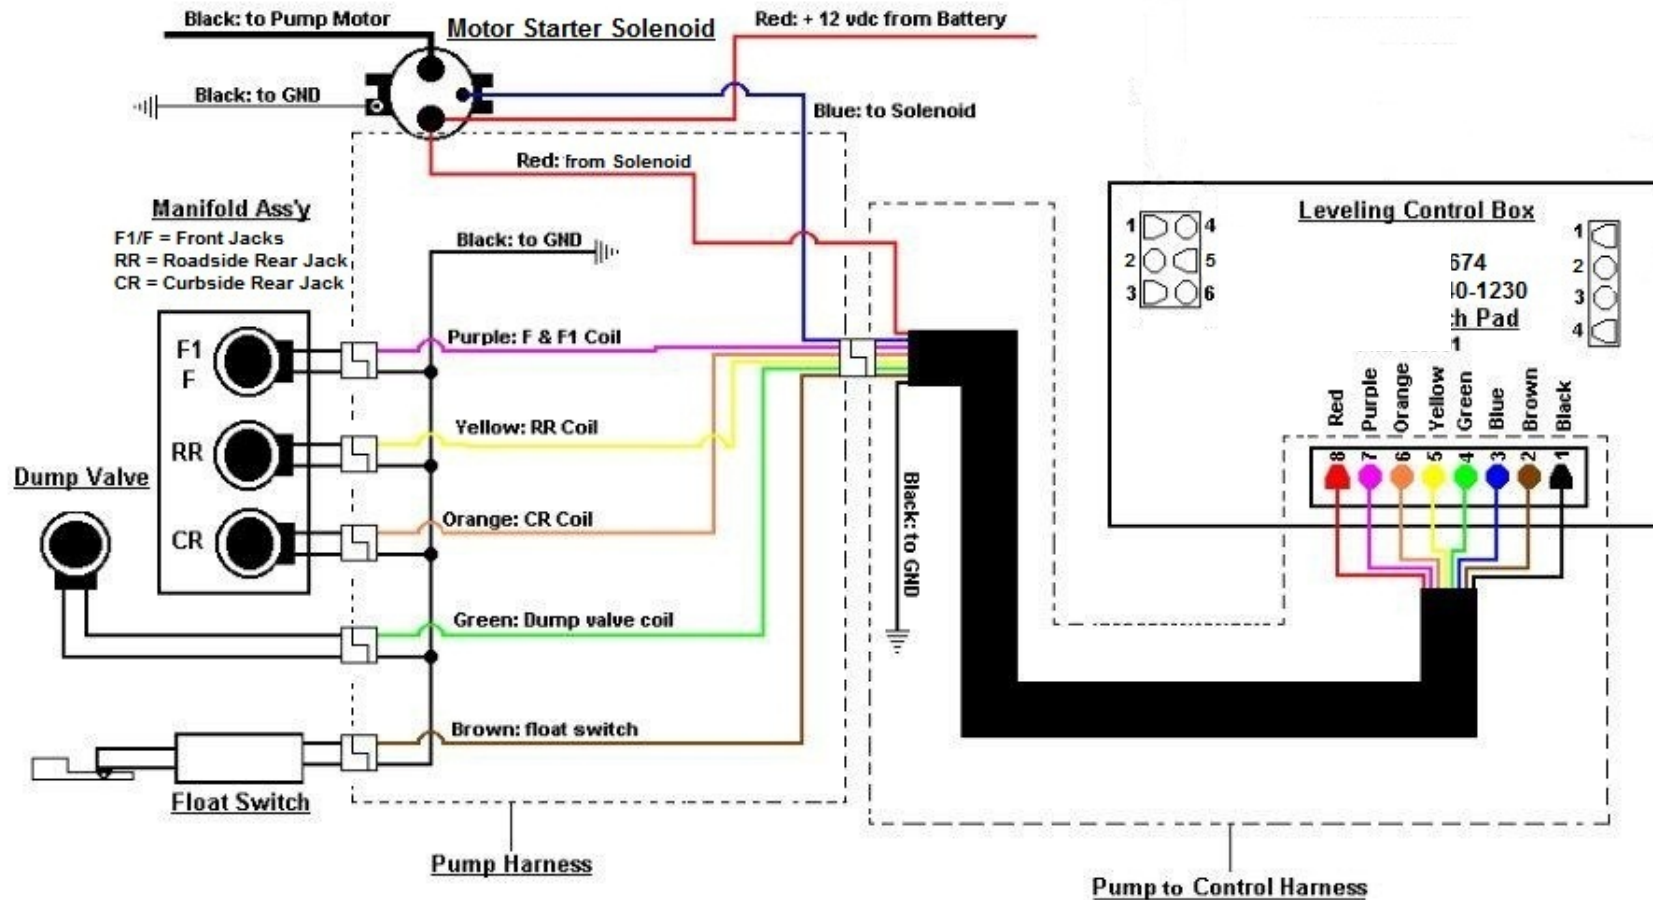 Black: to Pump Motor
Motor Starter Solenoid
Red: + 12 vdc from Battery
Black: to GND
Blue: to Solenoid
Red: from Solenoid
Manifold Ass'y
F1/F = Front Jacks
RR = Roadside Rear Jack
CR = Curbside Rear Jack
Black: to GND
F1
F
Purple: F & F1 Coil
RR
Yellow: RR Coil
Dump Valve
CR
Orange: CR Coil
Green: Dump valve coil
Brown: float switch
Float Switch
Pump Harness
Black: to GND
Leveling Control Box
1 4
2 5
3 6
1
2
3
4
674
40-1230
ch Pad
1
Red
Purple
Orange
Yellow
Green
Blue
Brown
Black
8 7 6 5 4 3 2 1
Pump to Control Harness